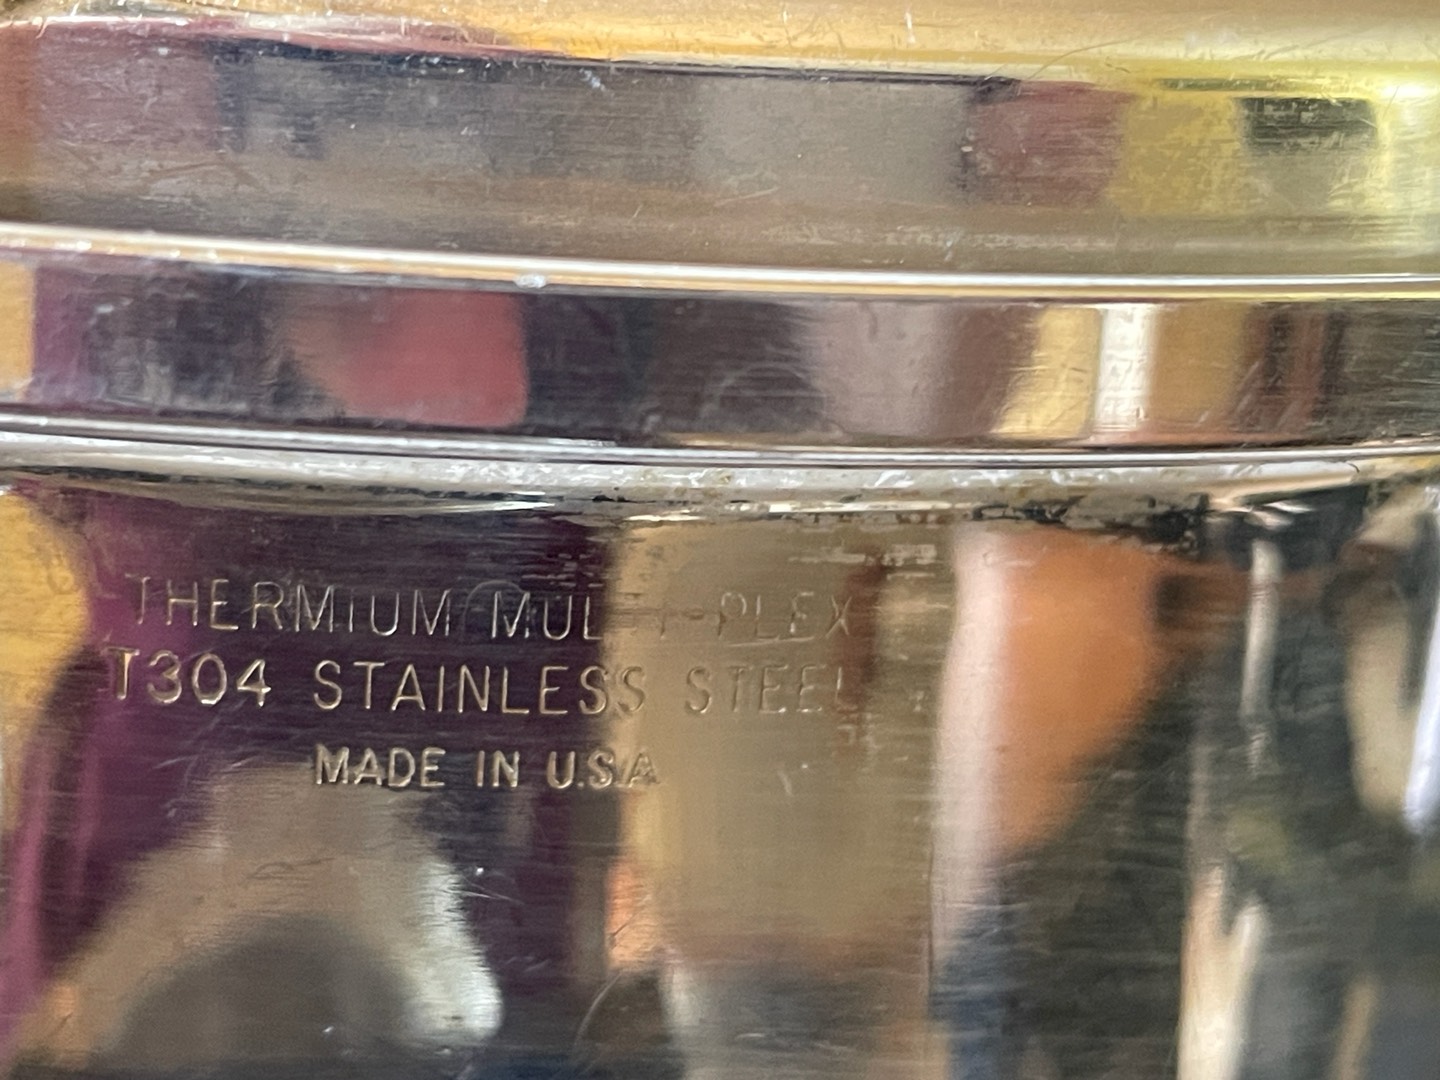 THERMIUM MULTI-PLEX
T304 STAINLESS STEEL
MADE IN U.S.A